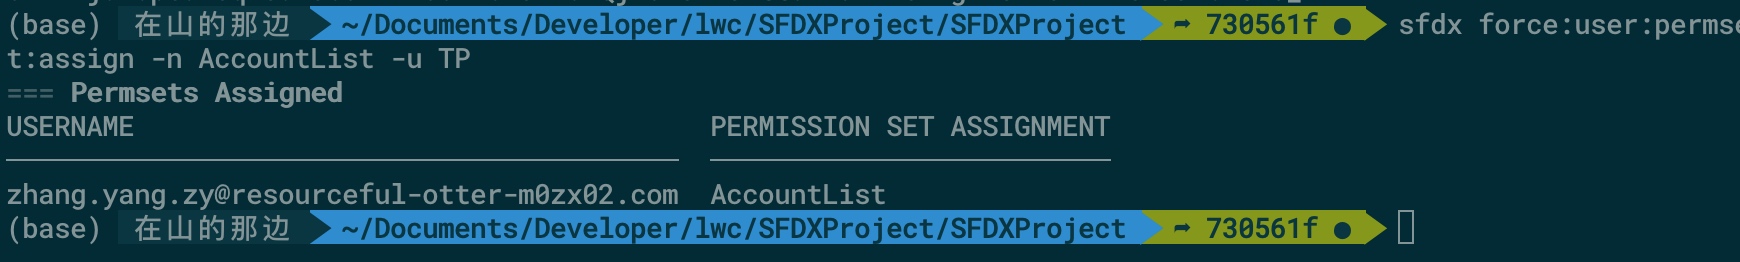 (base) 在山的那边 ~/Documents/Developer/lwc/SFDXProject/SFDXProject ➦ 730561f ● sfdx force:user:permse
t:assign -n AccountList -u TP
=== Permsets Assigned
USERNAME PERMISSION SET ASSIGNMENT
zhang.yang.zy@resourceful-otter-m0zx02.com AccountList
(base) 在山的那边 ~/Documents/Developer/lwc/SFDXProject/SFDXProject ➦ 730561f ●